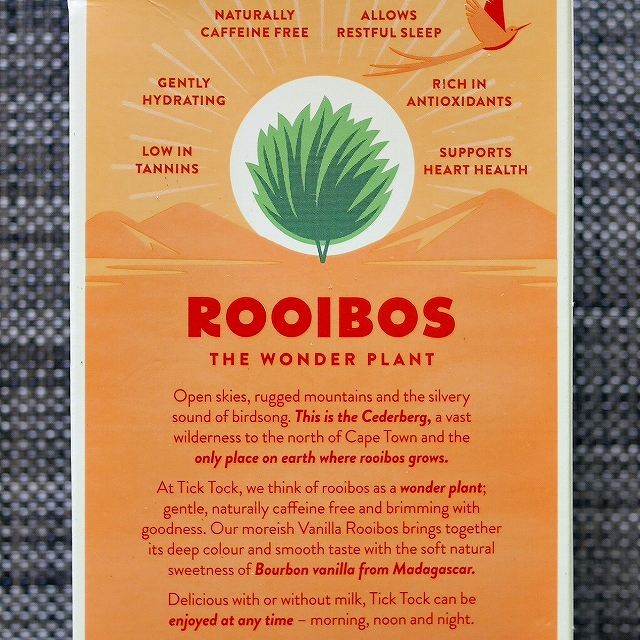 NATURALLY
CAFFEINE FREE
ALLOWS
RESTFUL SLEEP
GENTLY
HYDRATING
RICH IN
ANTIOXIDANTS
LOW IN
TANNINS
SUPPORTS
HEART HEALTH
ROOIBOS
THE WONDER PLANT
Open skies, rugged mountains and the silvery
sound of birdsong. This is the Cederberg, a vast
wilderness to the north of Cape Town and the
only place on earth where rooibos grows.
At Tick Tock, we think of rooibos as a wonder plant;
gentle, naturally caffeine free and brimming with
goodness. Our moreish Vanilla Rooibos brings together
its deep colour and smooth taste with the soft natural
sweetness of Bourbon vanilla from Madagascar.
Delicious with or without milk, Tick Tock can be
enjoyed at any time – morning, noon and night.